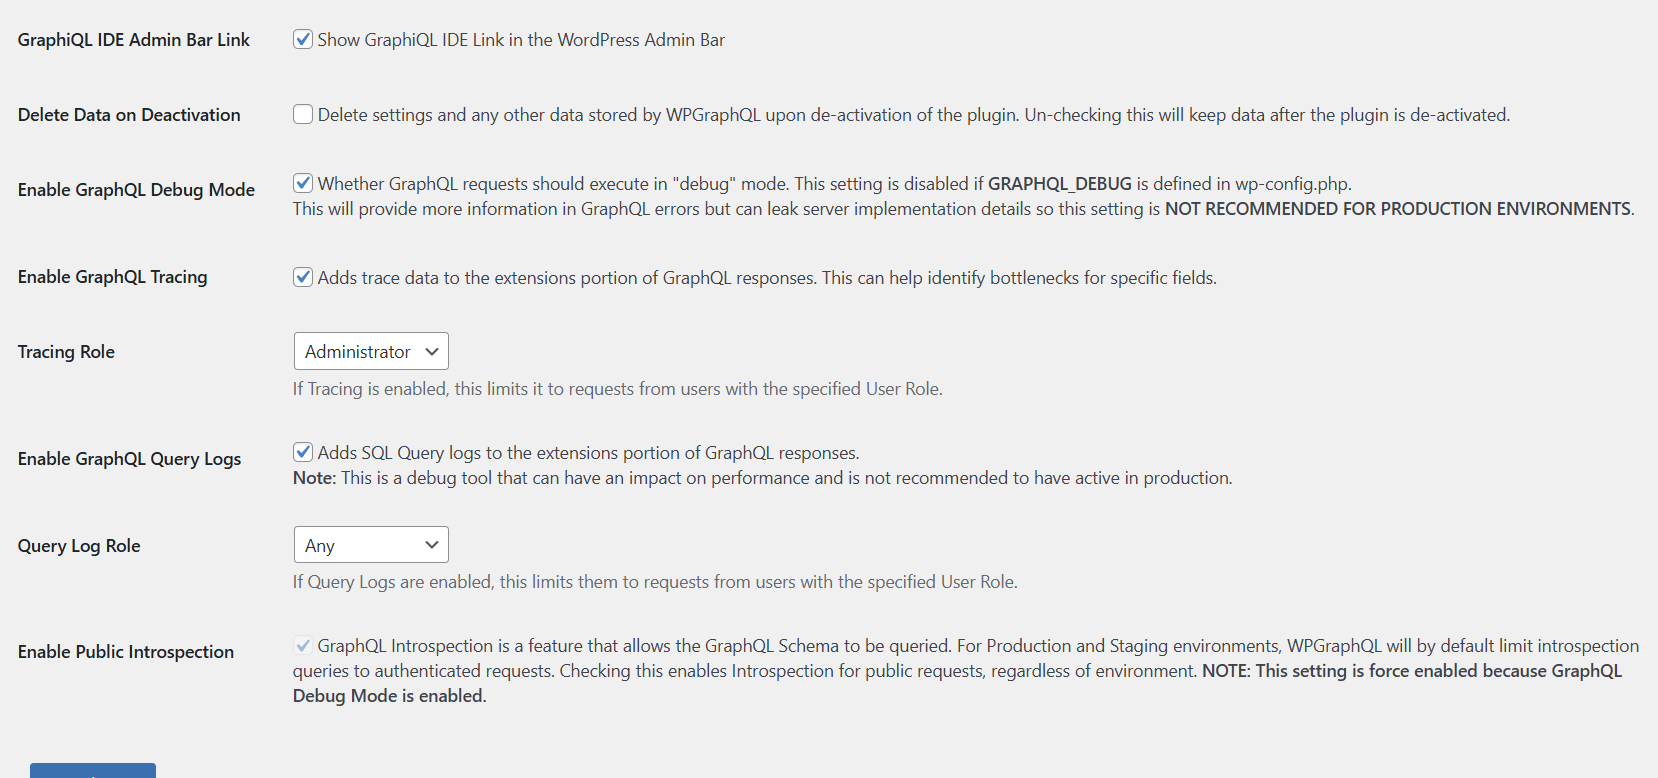 GraphiQL IDE Admin Bar Link
Show GraphiQL IDE Link in the WordPress Admin Bar
Delete Data on Deactivation
Delete settings and any other data stored by WPGraphQL upon de-activation of the plugin. Un-checking this will keep data after the plugin is de-activated.
Enable GraphQL Debug Mode
Whether GraphQL requests should execute in "debug" mode. This setting is disabled if GRAPHQL_DEBUG is defined in wp-config.php.
This will provide more information in GraphQL errors but can leak server implementation details so this setting is NOT RECOMMENDED FOR PRODUCTION ENVIRONMENTS.
Enable GraphQL Tracing
Adds trace data to the extensions portion of GraphQL responses. This can help identify bottlenecks for specific fields.
Tracing Role
Administrator
If Tracing is enabled, this limits it to requests from users with the specified User Role.
Enable GraphQL Query Logs
Adds SQL Query logs to the extensions portion of GraphQL responses.
Note: This is a debug tool that can have an impact on performance and is not recommended to have active in production.
Query Log Role
Any
If Query Logs are enabled, this limits them to requests from users with the specified User Role.
Enable Public Introspection
GraphQL Introspection is a feature that allows the GraphQL Schema to be queried. For Production and Staging environments, WPGraphQL will by default limit introspection
queries to authenticated requests. Checking this enables Introspection for public requests, regardless of environment. NOTE: This setting is force enabled because GraphQL
Debug Mode is enabled.